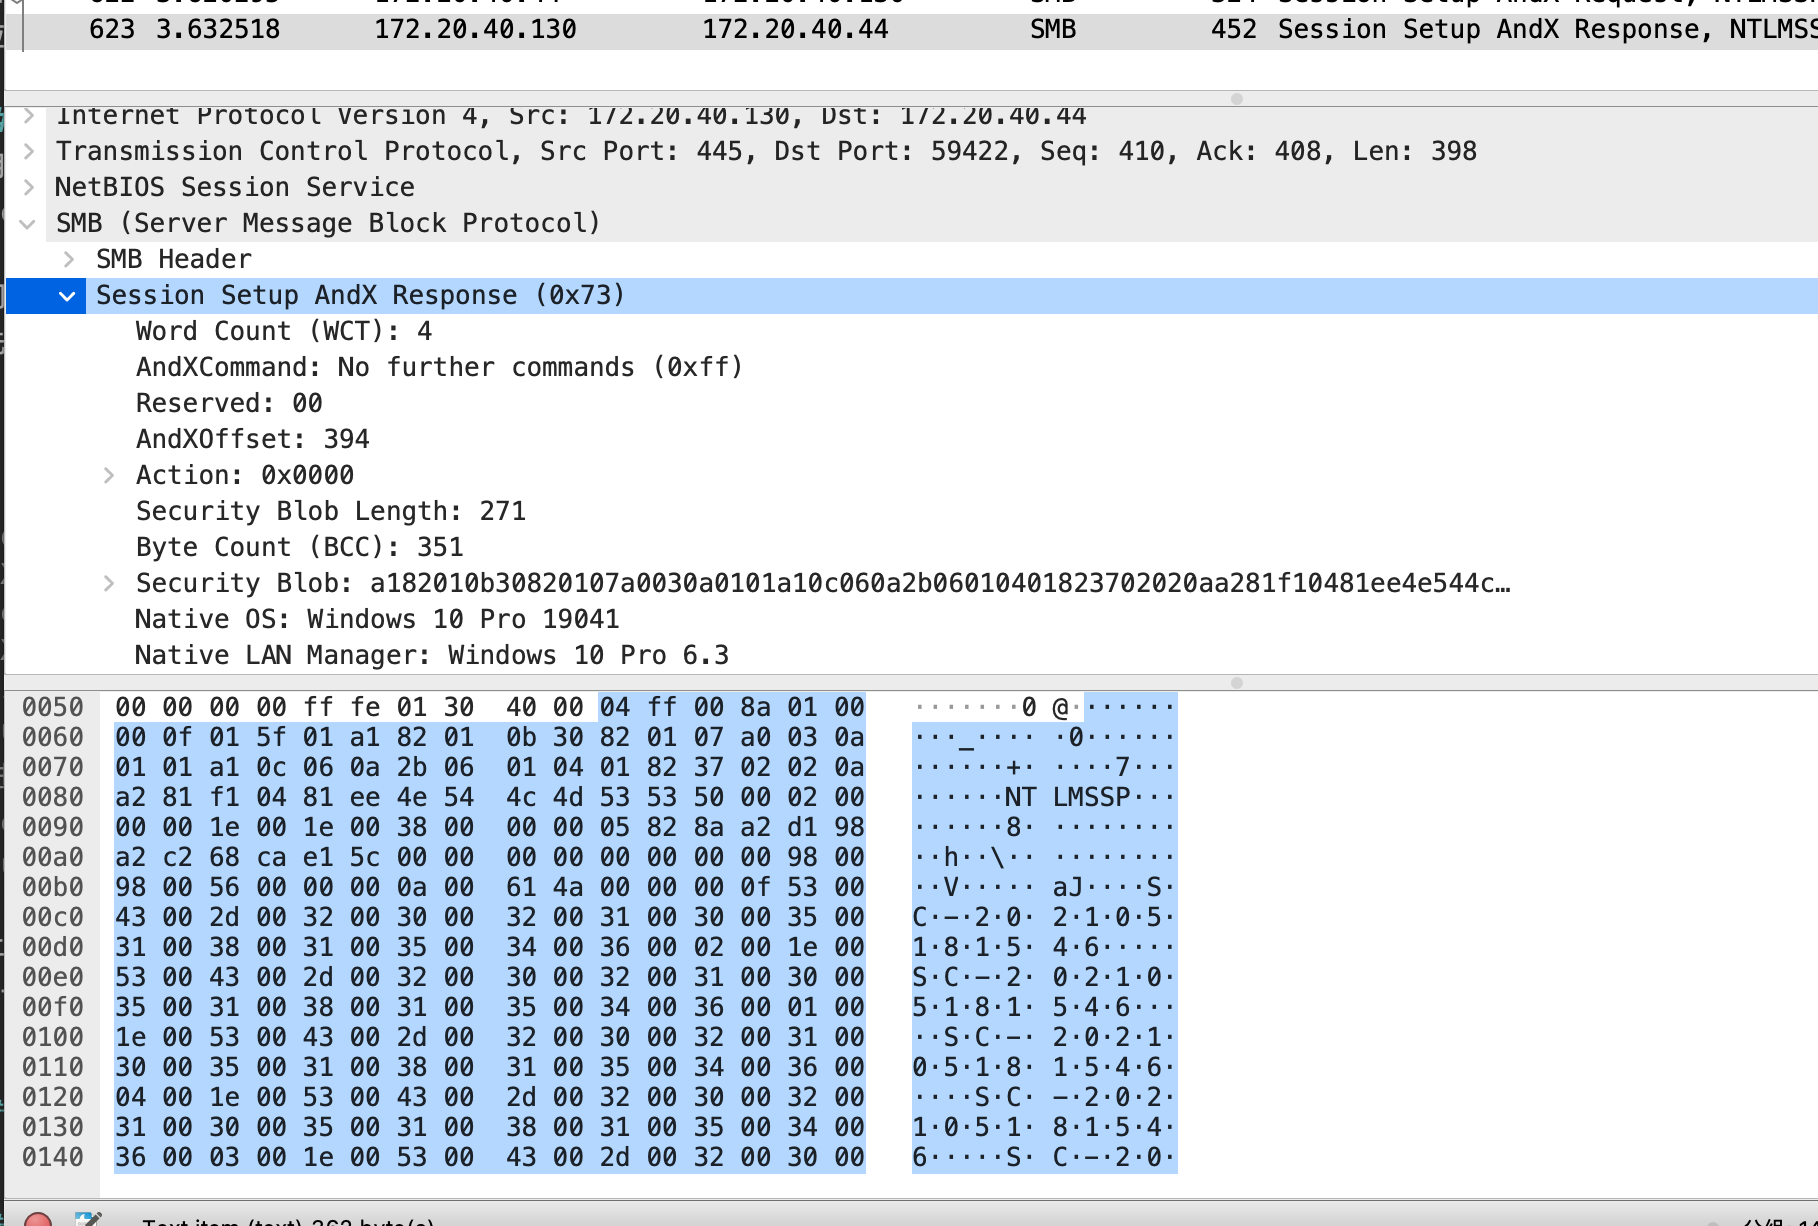 623 3.632518 172.20.40.130 172.20.40.44 SMB 452 Session Setup AndX Response, NTLMSS
Internet Protocol Version 4, Src: 172.20.40.130, Dst: 172.20.40.44
Transmission Control Protocol, Src Port: 445, Dst Port: 59422, Seq: 410, Ack: 408, Len: 398
NetBIOS Session Service
SMB (Server Message Block Protocol)
SMB Header
Session Setup AndX Response (0x73)
Word Count (WCT): 4
AndXCommand: No further commands (0xff)
Reserved: 00
AndXOffset: 394
Action: 0x0000
Security Blob Length: 271
Byte Count (BCC): 351
Security Blob: a182010b30820107a0030a0101a10c060a2b06010401823702020aa281f10481ee4e544c…
Native OS: Windows 10 Pro 19041
Native LAN Manager: Windows 10 Pro 6.3
0050 00 00 00 00 ff fe 01 30 40 00 04 ff 00 8a 01 00 ·······0 @·······
0060 00 0f 01 5f 01 a1 82 01 0b 30 82 01 07 a0 03 0a ···_···· ·0······
0070 01 01 a1 0c 06 0a 2b 06 01 04 01 82 37 02 02 0a ······+· ····7···
0080 a2 81 f1 04 81 ee 4e 54 4c 4d 53 53 50 00 02 00 ······NT LMSSP···
0090 00 00 1e 00 1e 00 38 00 00 00 05 82 8a a2 d1 98 ······8· ········
00a0 a2 c2 68 ca e1 5c 00 00 00 00 00 00 00 00 98 00 ··h··\·· ········
00b0 98 00 56 00 00 00 0a 00 61 4a 00 00 00 0f 53 00 ··V····· aJ····S·
00c0 43 00 2d 00 32 00 30 00 32 00 31 00 30 00 35 00 C·-·2·0· 2·1·0·5·
00d0 31 00 38 00 31 00 35 00 34 00 36 00 02 00 1e 00 1·8·1·5· 4·6·····
00e0 53 00 43 00 2d 00 32 00 30 00 32 00 31 00 30 00 S·C·-·2· 0·2·1·0·
00f0 35 00 31 00 38 00 31 00 35 00 34 00 36 00 01 00 5·1·8·1· 5·4·6···
0100 1e 00 53 00 43 00 2d 00 32 00 30 00 32 00 31 00 ··S·C·-· 2·0·2·1·
0110 30 00 35 00 31 00 38 00 31 00 35 00 34 00 36 00 0·5·1·8· 1·5·4·6·
0120 04 00 1e 00 53 00 43 00 2d 00 32 00 30 00 32 00 ····S·C· -·2·0·2·
0130 31 00 30 00 35 00 31 00 38 00 31 00 35 00 34 00 1·0·5·1· 8·1·5·4·
0140 36 00 03 00 1e 00 53 00 43 00 2d 00 32 00 30 00 6·····S· C·-·2·0·